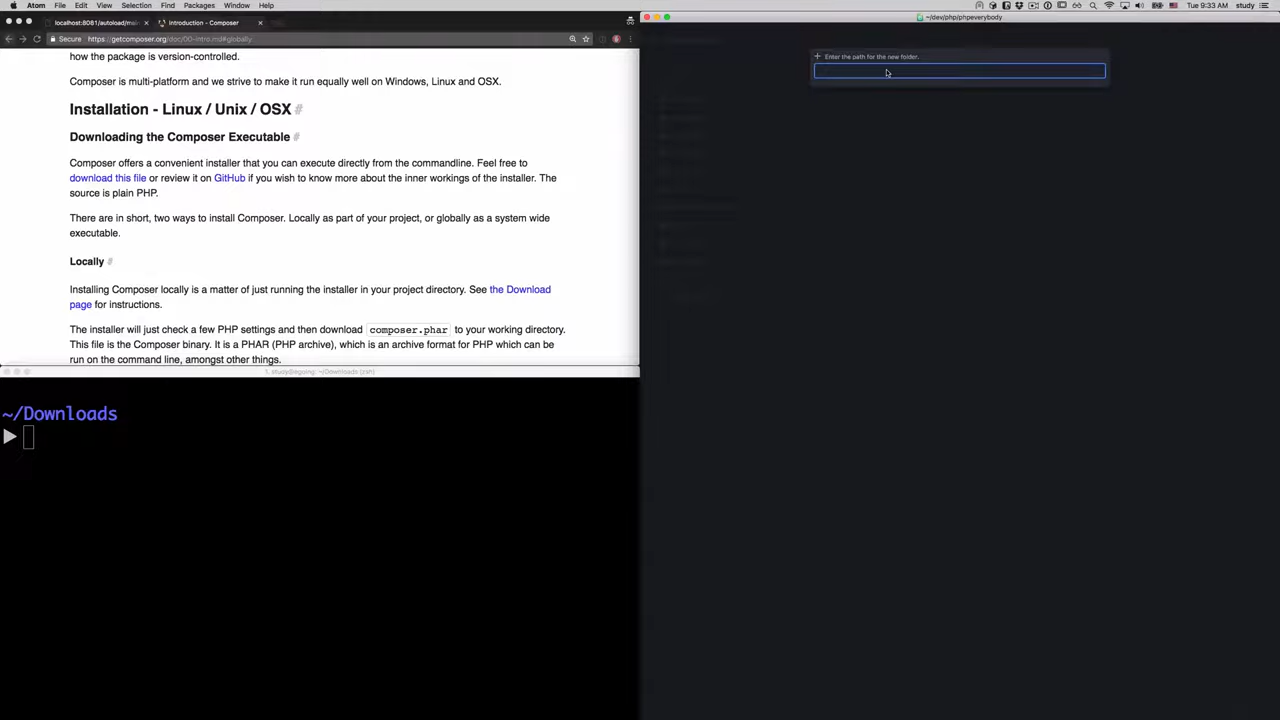 Atom File Edit View Selection Find Packages Window Help
Tue 9:33 AM study
localhost:8081/autoload/mai
Introduction - Composer
~/dev/php/phpeverybody
Secure https://getcomposer.org/doc/00-intro.md#globally
how the package is version-controlled.
Composer is multi-platform and we strive to make it run equally well on Windows, Linux and OSX.
Installation - Linux / Unix / OSX #
Downloading the Composer Executable #
Composer offers a convenient installer that you can execute directly from the commandline. Feel free to
download this file or review it on GitHub if you wish to know more about the inner workings of the installer. The
source is plain PHP.
There are in short, two ways to install Composer. Locally as part of your project, or globally as a system wide
executable.
Locally #
Installing Composer locally is a matter of just running the installer in your project directory. See the Download
page for instructions.
The installer will just check a few PHP settings and then download composer.phar to your working directory.
This file is the Composer binary. It is a PHAR (PHP archive), which is an archive format for PHP which can be
run on the command line, amongst other things.
1. study@egoing: ~/Downloads (zsh)
~/Downloads
Enter the path for the new folder.